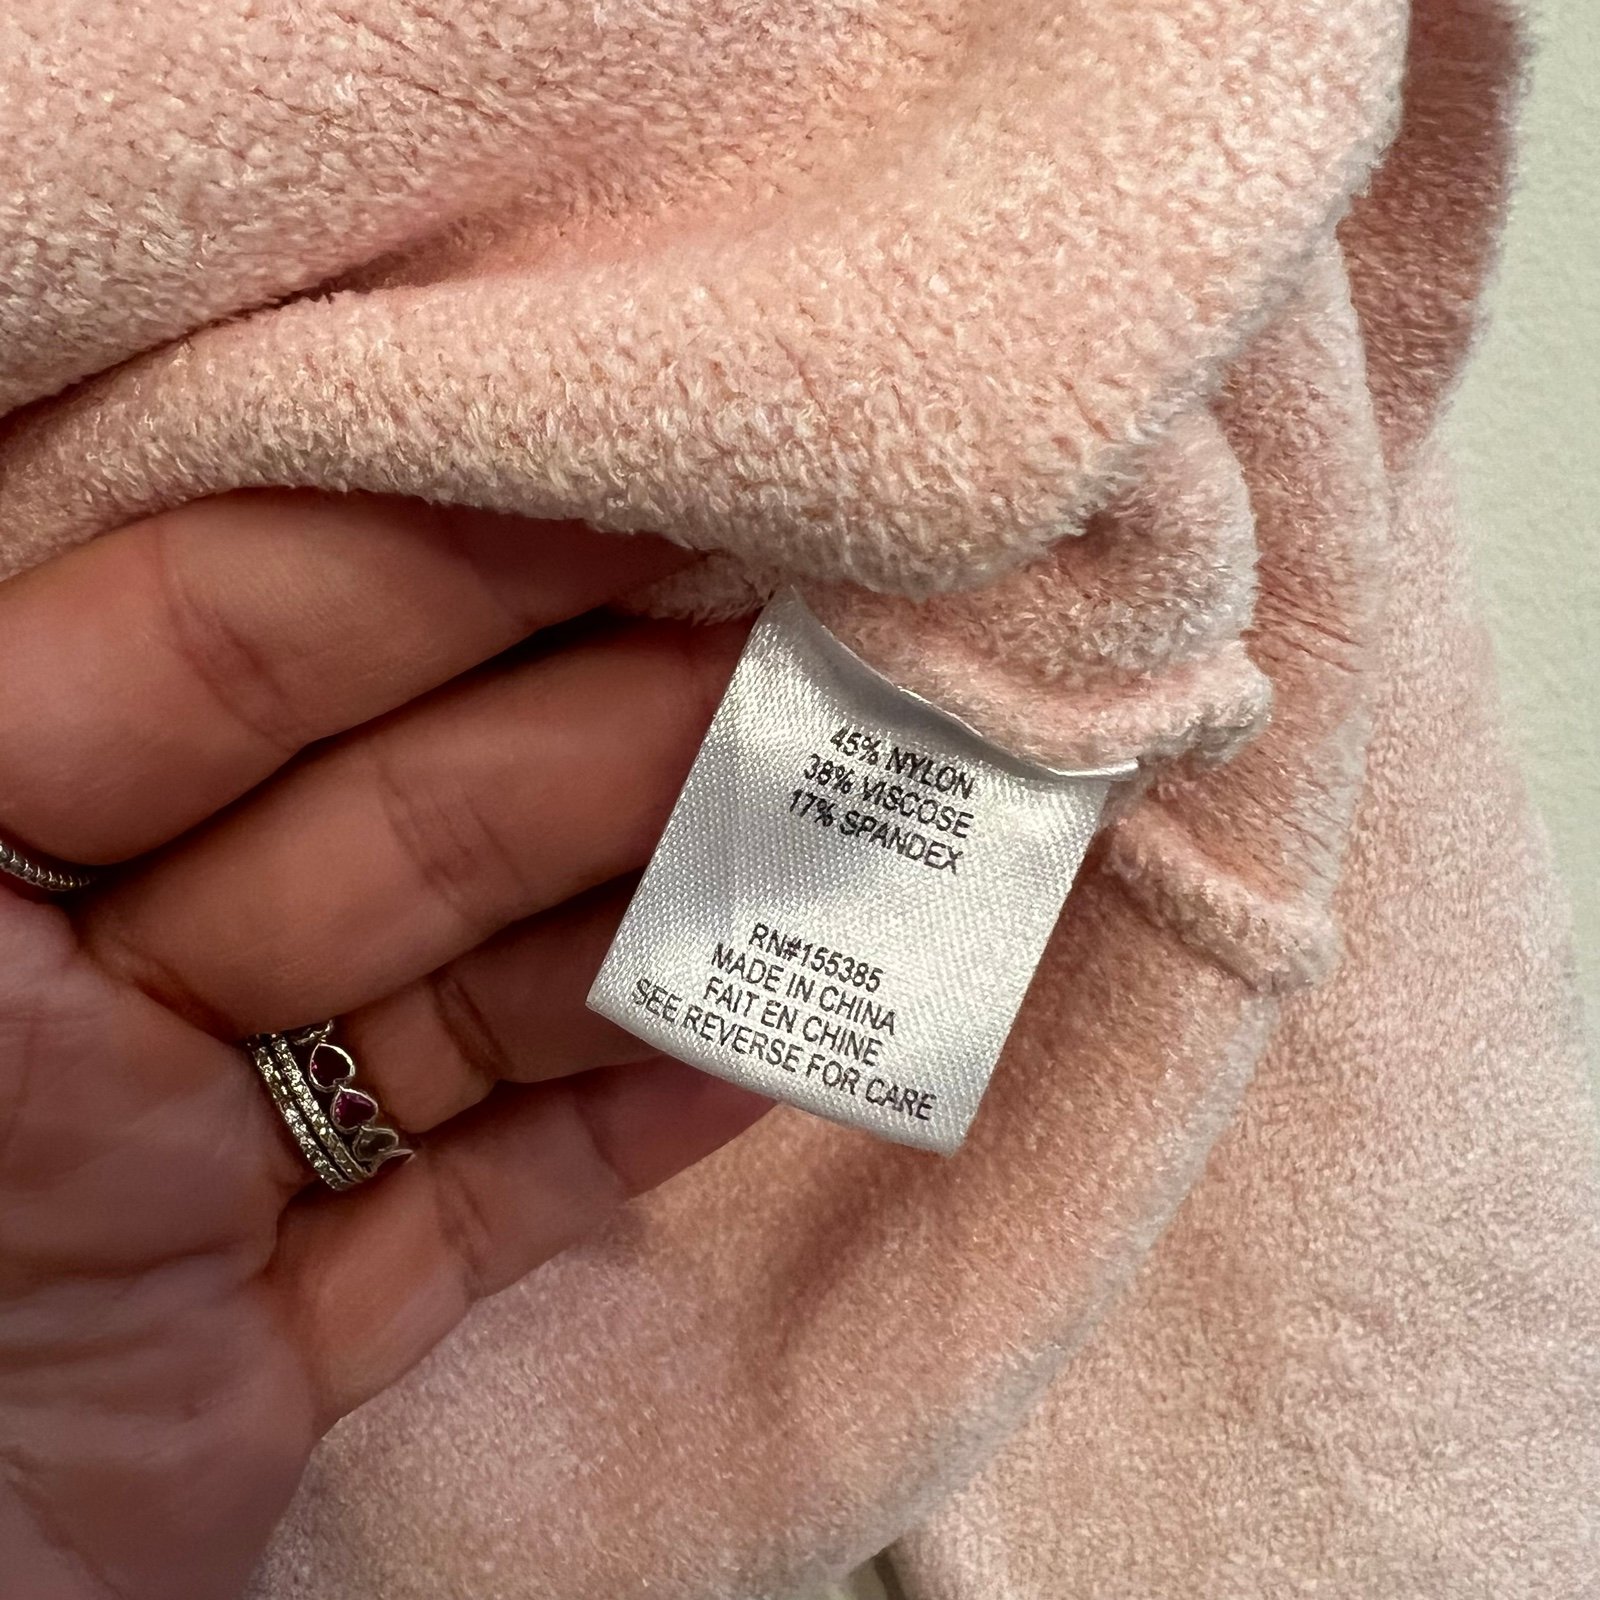 45% NYLON
38% VISCOSE
17% SPANDEX
RN#155385
MADE IN CHINA
FAIT EN CHINE
SEE REVERSE FOR CARE